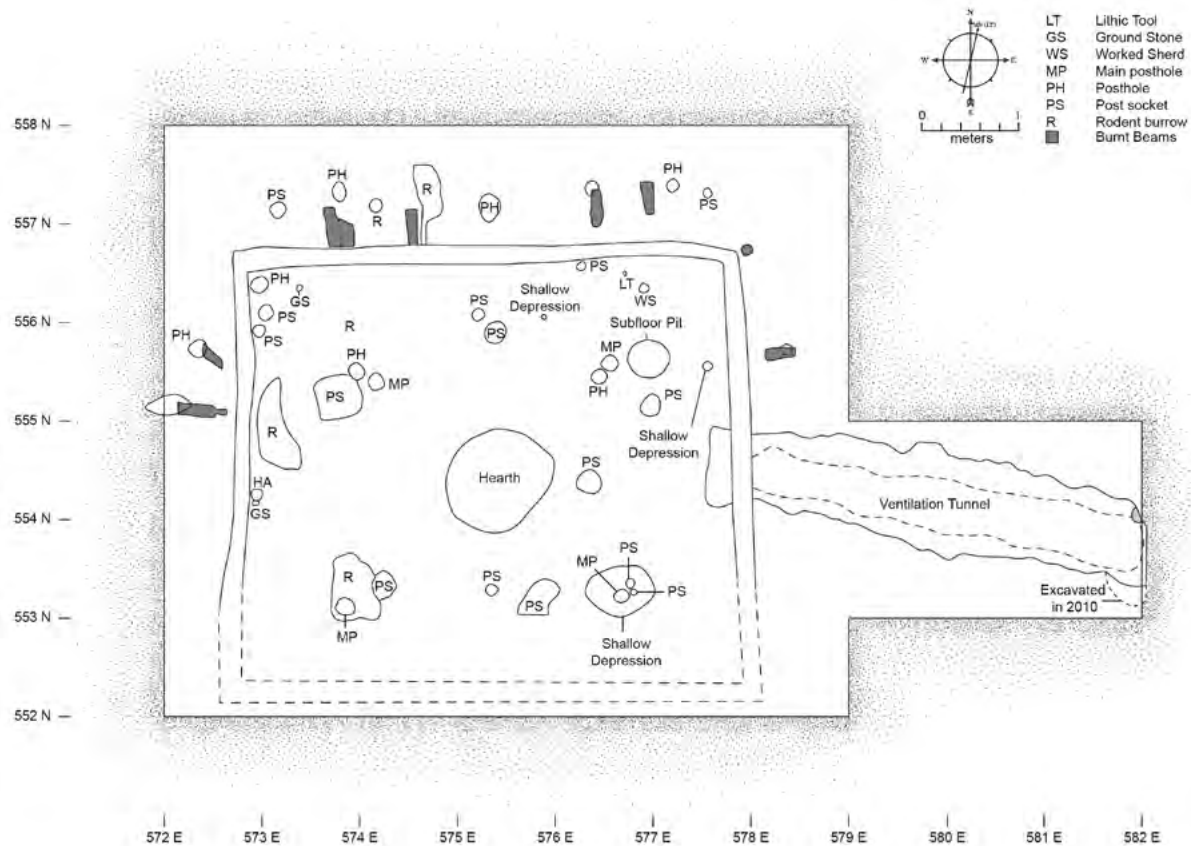 N
W
E
LT Lithic Tool
GS Ground Stone
WS Worked Sherd
MP Main posthole
PH Posthole
PS Post socket
R Rodent burrow
Burnt Beams
0 1
meters
558 N
557 N
556 N
555 N
554 N
553 N
552 N
PS
PH
R
R
PH
PH
PS
PH
GS
PS
PS
PH
R
PH
MP
PS
R
HA
GS
Shallow
Depression
PS
PS
PS
LT
WS
Subfloor Pit
MP
PH
PS
Shallow
Depression
Hearth
PS
Ventilation Tunnel
Excavated
in 2010
R
PS
MP
PS
PS
MP
PS
PS
Shallow
Depression
572 E
573 E
574 E
575 E
576 E
577 E
578 E
579 E
580 E
581 E
582 E